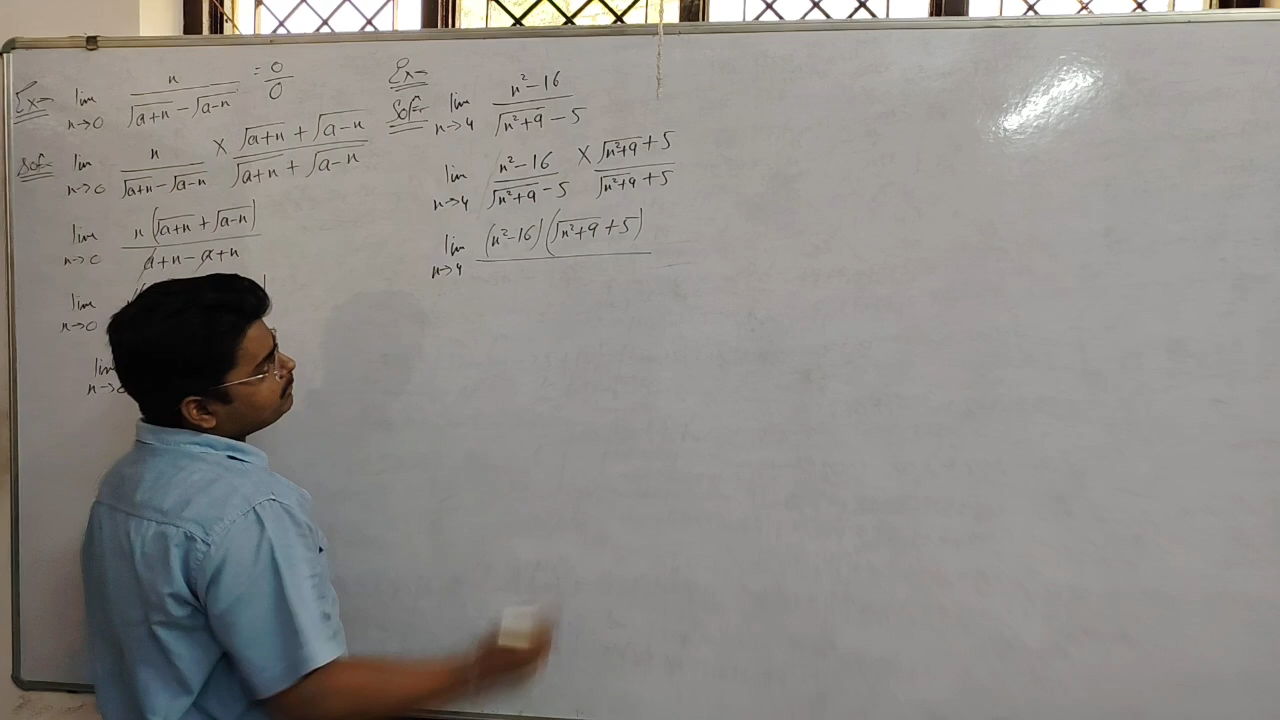 Ex= lim n→0 n / (√(a+n) − √(a−n)) = 0/0
Sol= lim n→0 n / (√(a+n) − √(a−n)) × (√(a+n) + √(a−n)) / (√(a+n) + √(a−n))
lim n→0 n(√(a+n) + √(a−n)) / (a+n−a+n)
lim n→0
lim
Ex=
Sol= lim n→4 (n²−16) / (√(n²+9) − 5)
lim n→4 (n²−16) / (√(n²+9) − 5) × (√(n²+9) + 5) / (√(n²+9) + 5)
lim n→4 (n²−16)(√(n²+9) + 5)